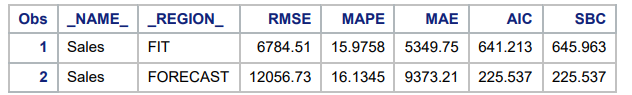 Obs _NAME_ _REGION_ RMSE MAPE MAE AIC SBC
1 Sales FIT 6784.51 15.9758 5349.75 641.213 645.963
2 Sales FORECAST 12056.73 16.1345 9373.21 225.537 225.537